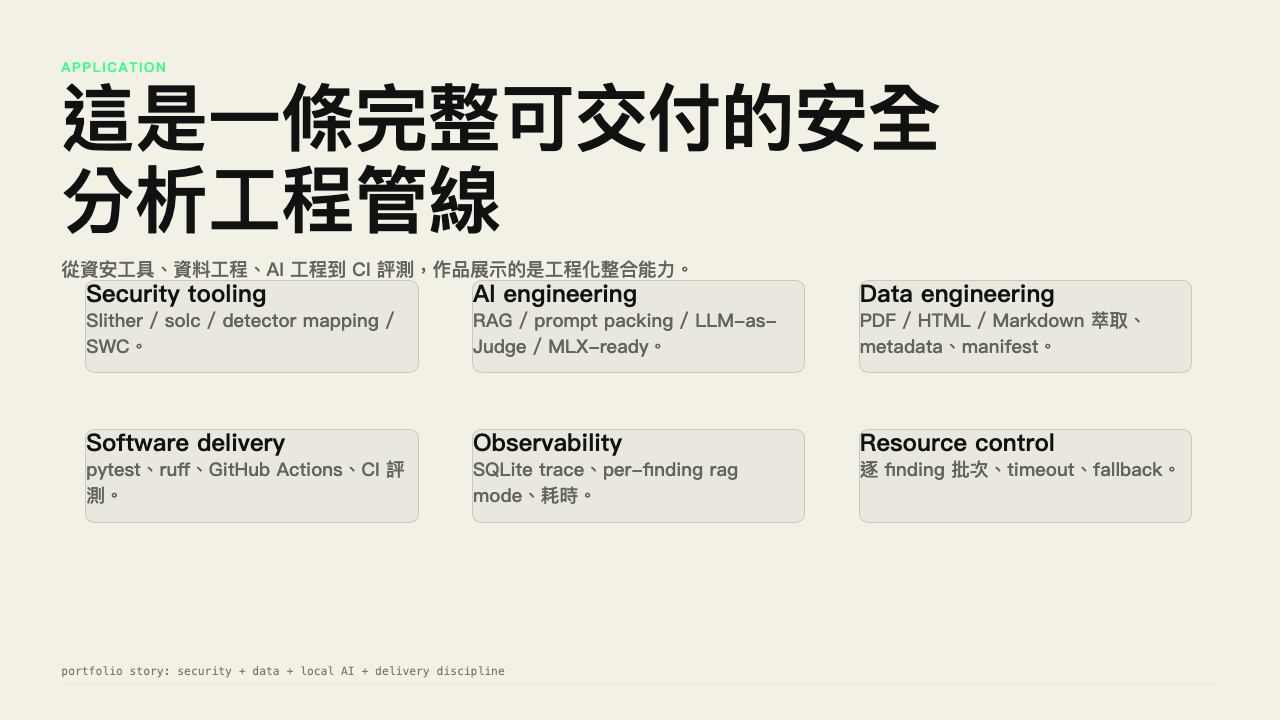 APPLICATION
這是一條完整可交付的安全
分析工程管線
從資安工具、資料工程、AI 工程到 CI 評測，作品展示的是工程化整合能力。
Security tooling
Slither / solc / detector mapping /
SWC。
AI engineering
RAG / prompt packing / LLM-as-
Judge / MLX-ready。
Data engineering
PDF / HTML / Markdown 萃取、
metadata、manifest。
Software delivery
pytest、ruff、GitHub Actions、CI 評
測。
Observability
SQLite trace、per-finding rag
mode、耗時。
Resource control
逐 finding 批次、timeout、fallback。
portfolio story: security + data + local AI + delivery discipline